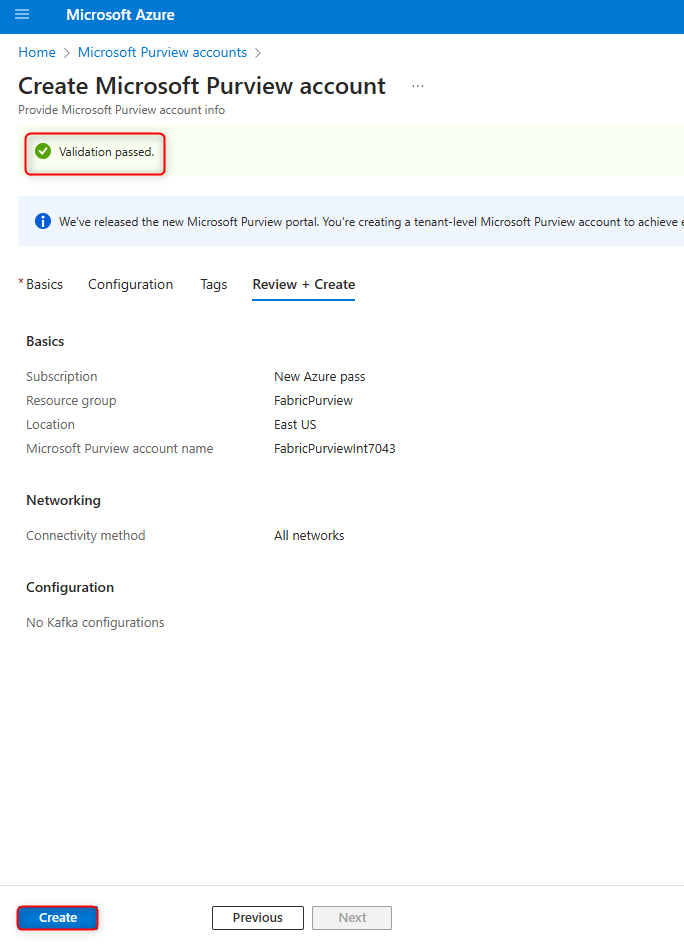 Microsoft Azure
Home > Microsoft Purview accounts >
Create Microsoft Purview account ...
Provide Microsoft Purview account info
Validation passed.
We've released the new Microsoft Purview portal. You're creating a tenant-level Microsoft Purview account to achieve e
* Basics Configuration Tags Review + Create
Basics
Subscription New Azure pass
Resource group FabricPurview
Location East US
Microsoft Purview account name FabricPurviewInt7043
Networking
Connectivity method All networks
Configuration
No Kafka configurations
Create Previous Next